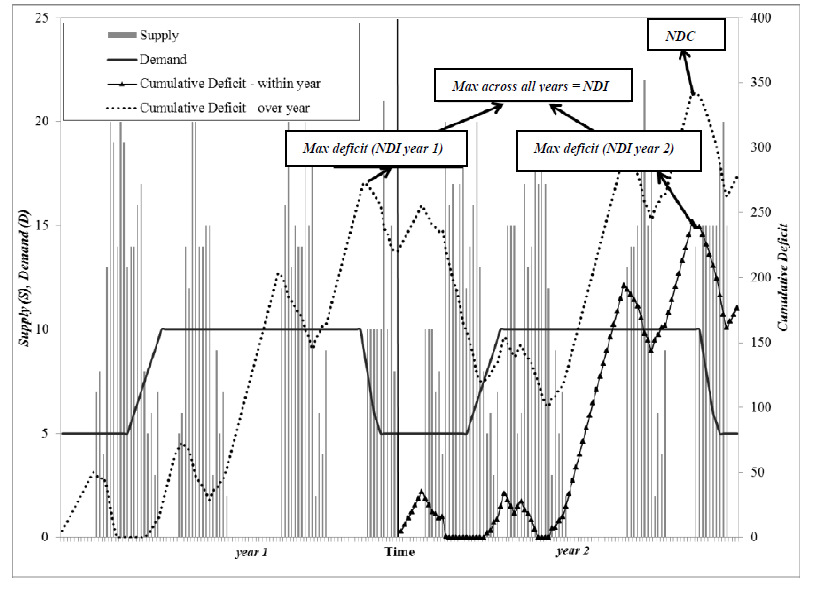 25
20
15
10
5
0
Supply (S), Demand (D)
Supply
Demand
Cumulative Deficit - within year
Cumulative Deficit - over year
NDC
Max across all years = NDI
Max deficit (NDI year 1)
Max deficit (NDI year 2)
400
350
300
250
200
150
100
50
0
Cumulative Deficit
year 1
Time
year 2